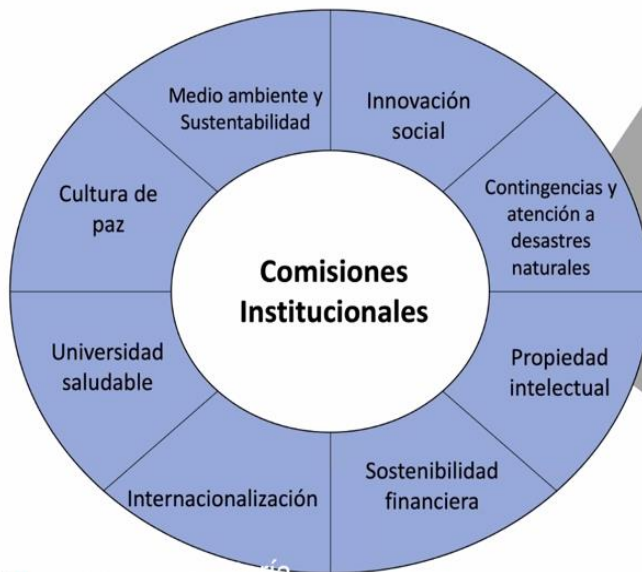 Medio ambiente y
Sustentabilidad
Innovación
social
Contingencias y
atención a
desastres
naturales
Propiedad
intelectual
Sostenibilidad
financiera
Internacionalización
Universidad
saludable
Cultura de
paz
Comisiones
Institucionales